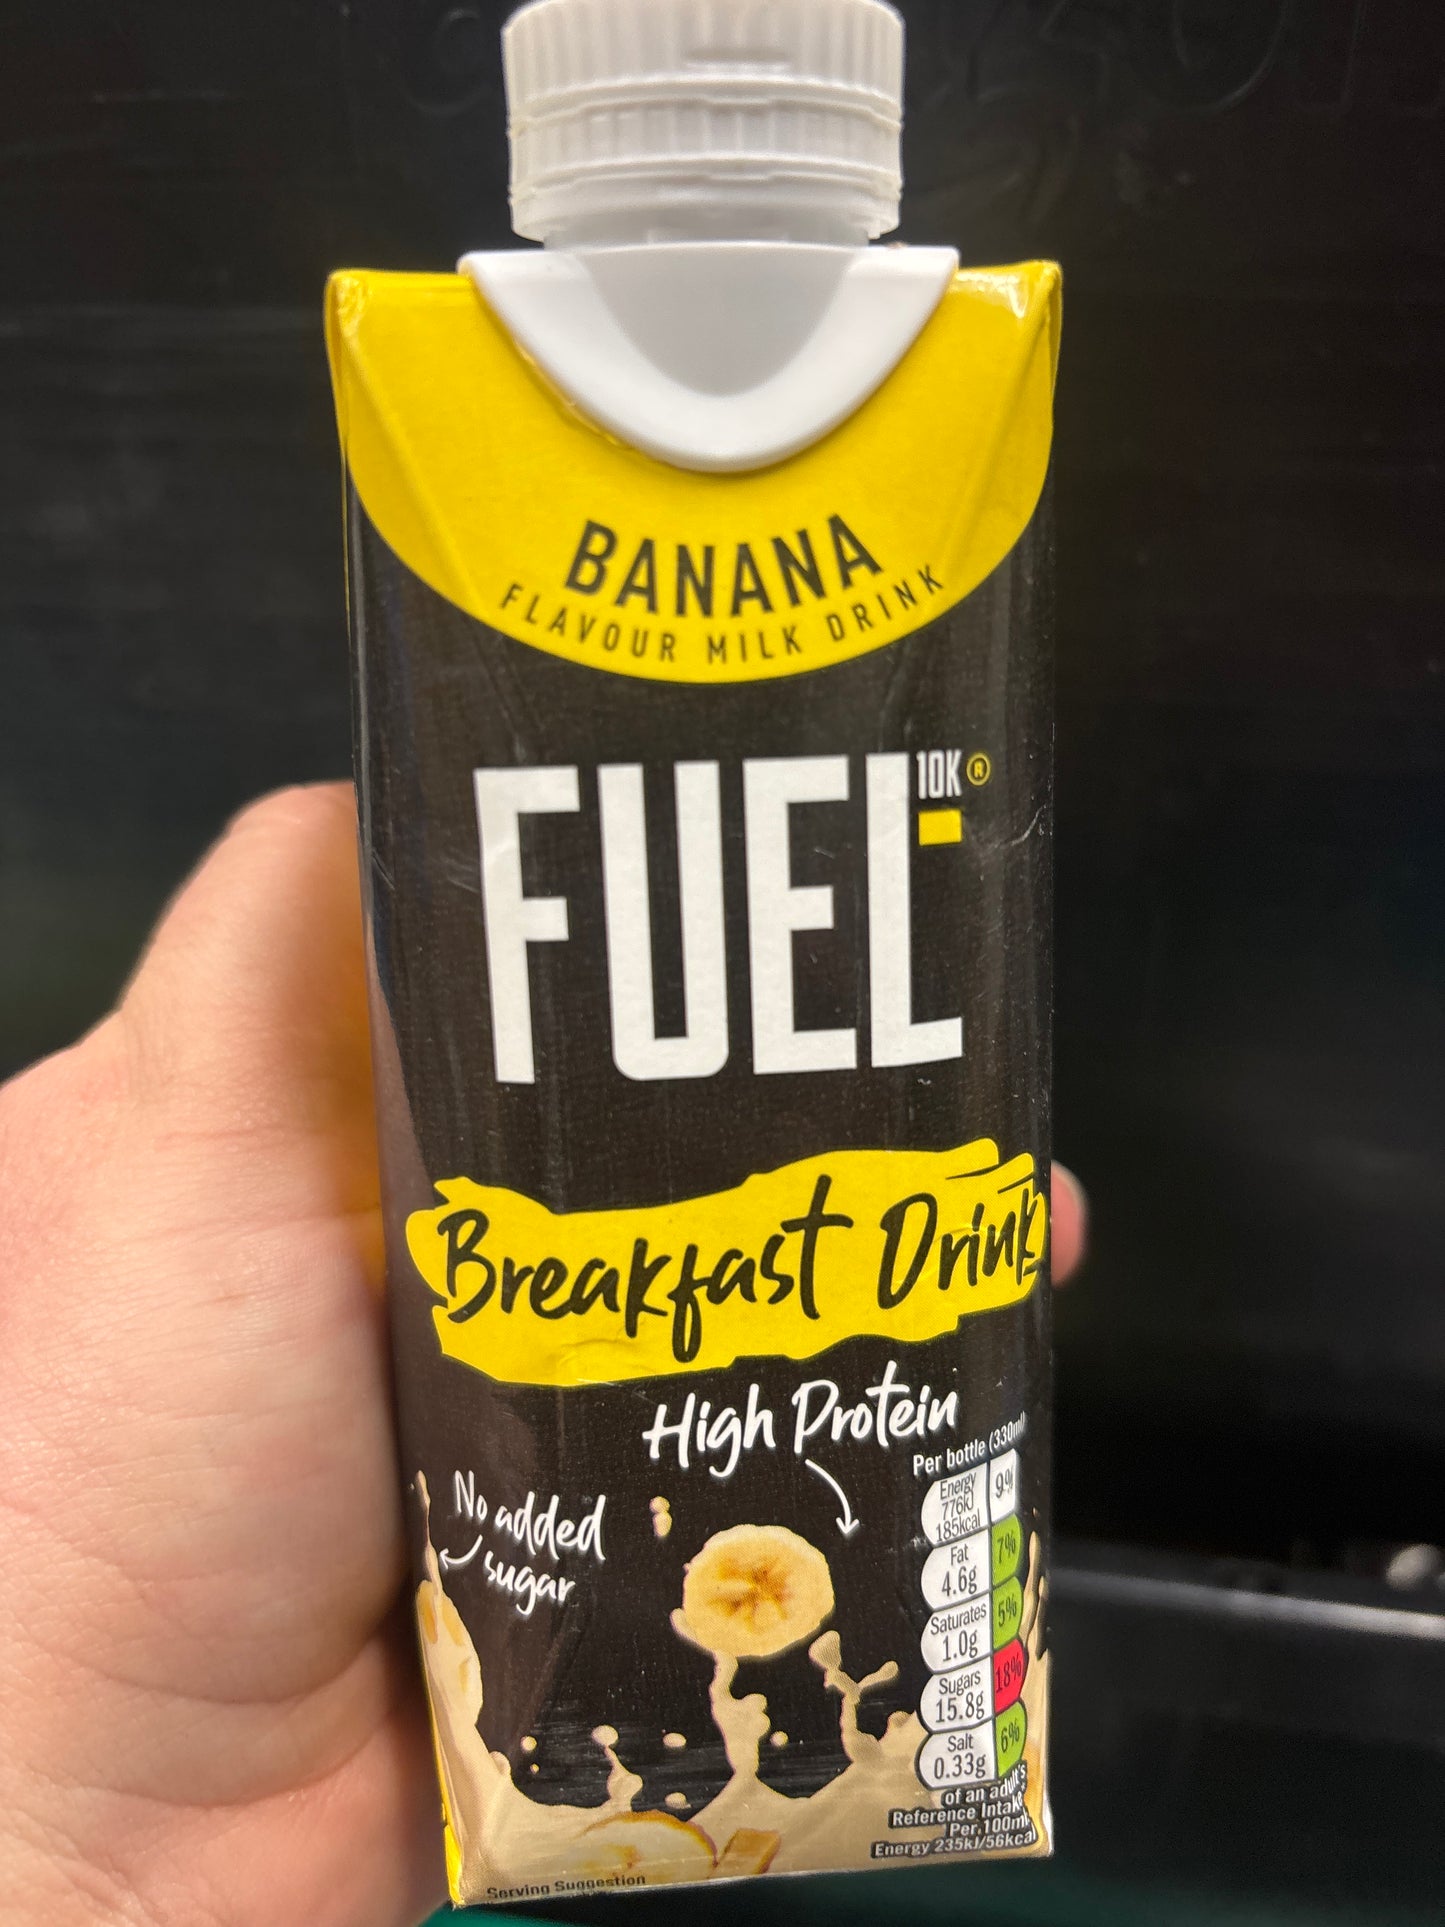 BANANA
FLAVOUR MILK DRINK
FUEL 10K ®
Breakfast Drink
High Protein
No added
sugar
Per bottle (330ml)
Energy
776kJ
185kcal
9%
Fat
4.6g
7%
Saturates
1.0g
5%
Sugars
15.8g
18%
Salt
0.33g
6%
of an adult's
Reference Intake
Per 100ml
Energy 235kJ/56kcal
Serving Suggestion